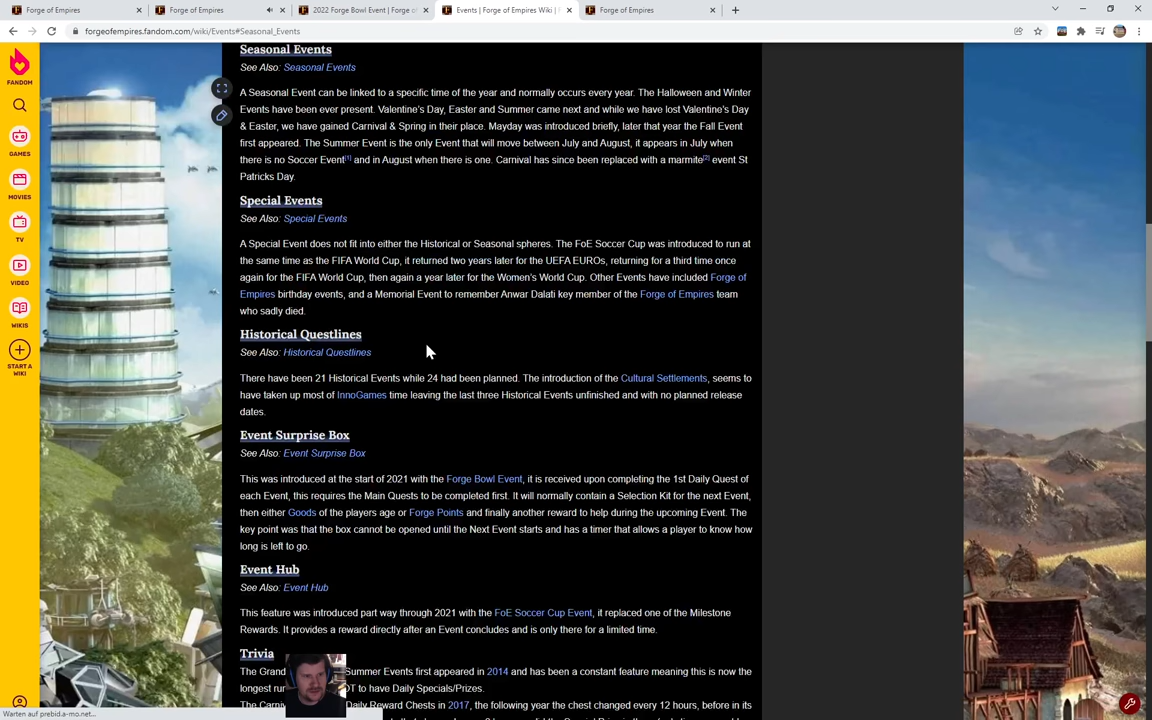 Forge of Empires
Forge of Empires
2022 Forge Bowl Event | Forge of
Events | Forge of Empires Wiki |
Forge of Empires
forgeofempires.fandom.com/wiki/Events#Seasonal_Events
FANDOM
GAMES
MOVIES
TV
VIDEO
WIKIS
START A
WIKI
Seasonal Events
See Also: Seasonal Events
A Seasonal Event can be linked to a specific time of the year and normally occurs every year. The Halloween and Winter
Events have been ever present. Valentine's Day, Easter and Summer came next and while we have lost Valentine's Day
& Easter, we have gained Carnival & Spring in their place. Mayday was introduced briefly, later that year the Fall Event
first appeared. The Summer Event is the only Event that will move between July and August, it appears in July when
there is no Soccer Event[1] and in August when there is one. Carnival has since been replaced with a marmite[2] event St
Patricks Day.
Special Events
See Also: Special Events
A Special Event does not fit into either the Historical or Seasonal spheres. The FoE Soccer Cup was introduced to run at
the same time as the FIFA World Cup, it returned two years later for the UEFA EUROs, returning for a third time once
again for the FIFA World Cup, then again a year later for the Women's World Cup. Other Events have included Forge of
Empires birthday events, and a Memorial Event to remember Anwar Dalati key member of the Forge of Empires team
who sadly died.
Historical Questlines
See Also: Historical Questlines
There have been 21 Historical Events while 24 had been planned. The introduction of the Cultural Settlements, seems to
have taken up most of InnoGames time leaving the last three Historical Events unfinished and with no planned release
dates.
Event Surprise Box
See Also: Event Surprise Box
This was introduced at the start of 2021 with the Forge Bowl Event, it is received upon completing the 1st Daily Quest of
each Event, this requires the Main Quests to be completed first. It will normally contain a Selection Kit for the next Event,
then either Goods of the players age or Forge Points and finally another reward to help during the upcoming Event. The
key point was that the box cannot be opened until the Next Event starts and has a timer that allows a player to know how
long is left to go.
Event Hub
See Also: Event Hub
This feature was introduced part way through 2021 with the FoE Soccer Cup Event, it replaced one of the Milestone
Rewards. It provides a reward directly after an Event concludes and is only there for a limited time.
Trivia
The Grand Summer Events first appeared in 2014 and has been a constant feature meaning this is now the
longest run OT to have Daily Specials/Prizes.
The Carni Daily Reward Chests in 2017, the following year the chest changed every 12 hours, before in its
Warten auf prebid.a-mo.net...